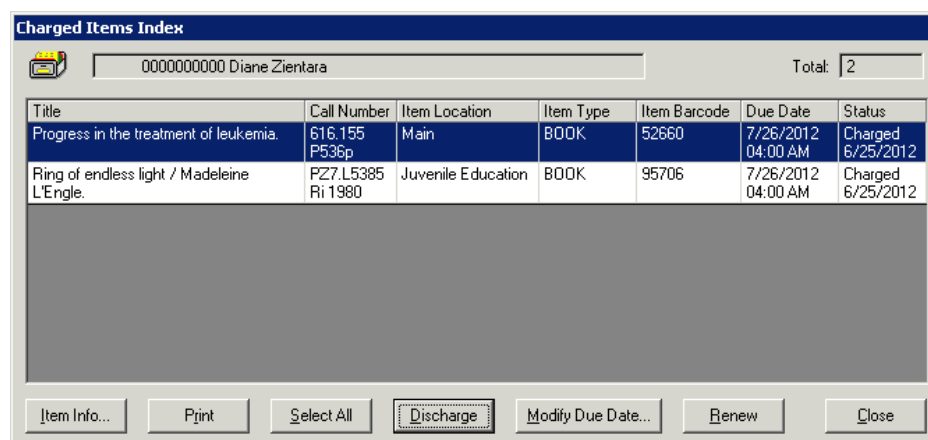 Charged Items Index
0000000000 Diane Zientara
Total: 2
Title Call Number Item Location Item Type Item Barcode Due Date Status
Progress in the treatment of leukemia. 616.155 Main BOOK 52660 7/26/2012 Charged
P536p 04:00 AM 6/25/2012
Ring of endless light / Madeleine PZ7.L5385 Juvenile Education BOOK 95706 7/26/2012 Charged
L'Engle. Ri 1980 04:00 AM 6/25/2012
Item Info... Print Select All Discharge Modify Due Date... Renew Close